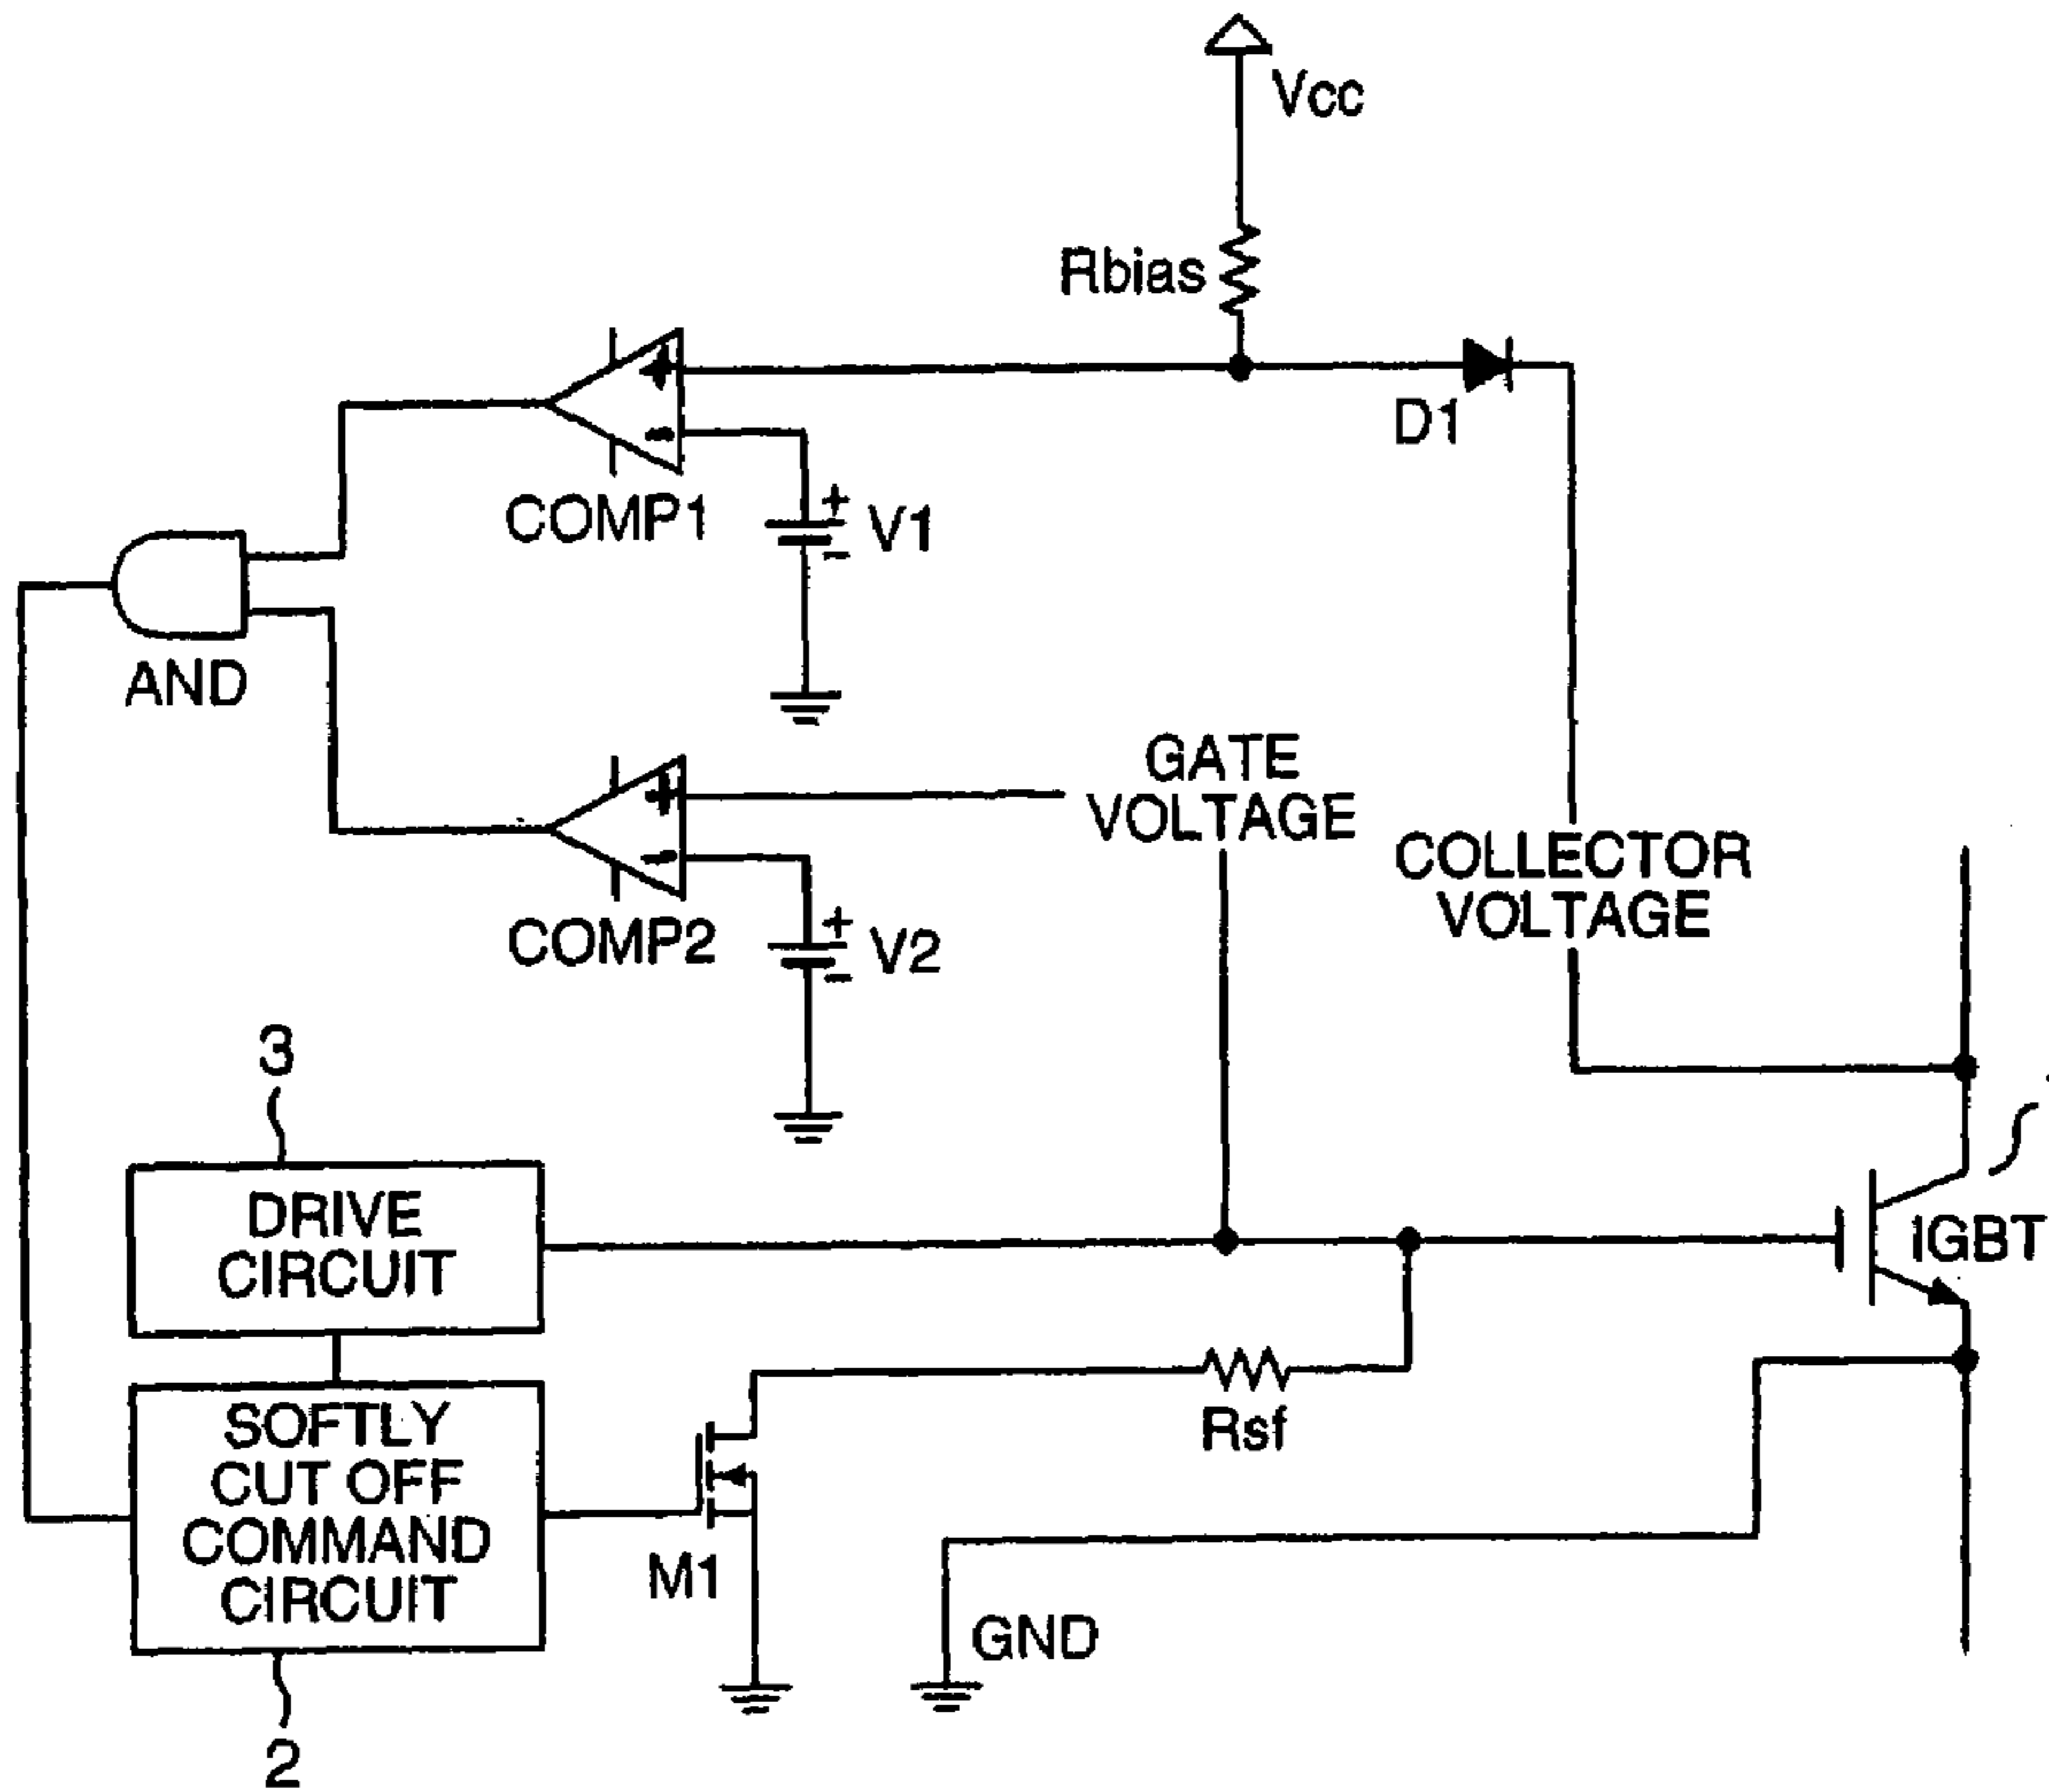 Vcc
Rbias
D1
+
-
COMP1
+
V1
-
AND
GATE
VOLTAGE
+
-
COLLECTOR
VOLTAGE
COMP2
+
V2
-
3
DRIVE
CIRCUIT
IGBT
SOFTLY
CUT OFF
COMMAND
CIRCUIT
Rsf
M1
GND
2